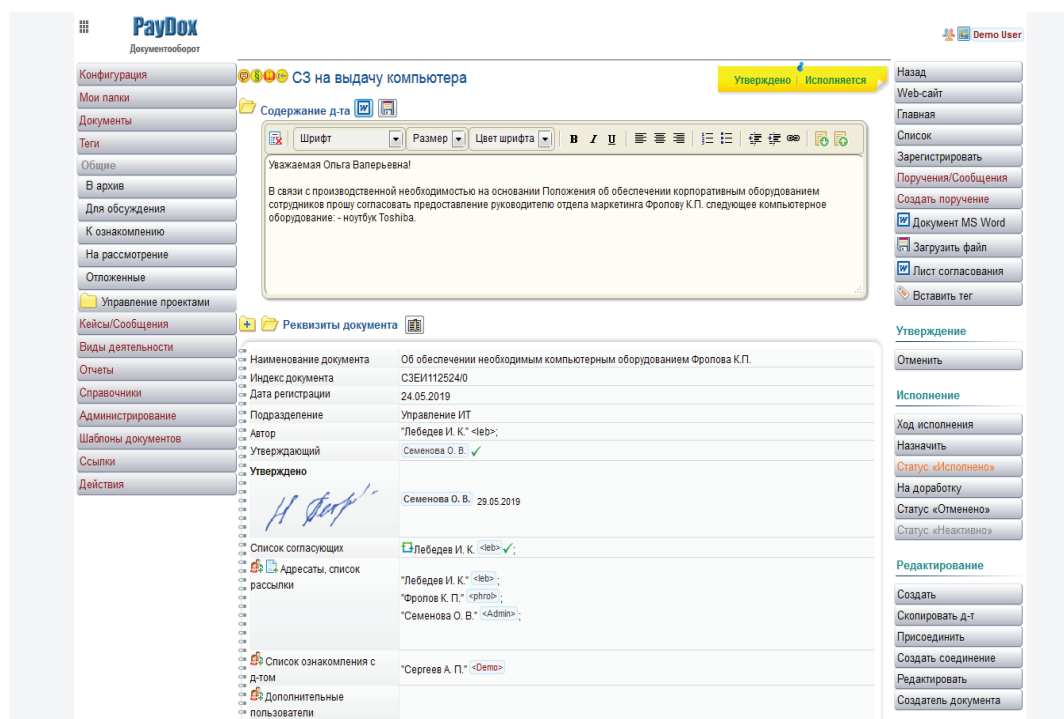 PayDox
Документооборот
Demo User
Конфигурация
Мои папки
Документы
Теги
Общие
В архив
Для обсуждения
К ознакомлению
На рассмотрение
Отложенные
Управление проектами
Кейсы/Сообщения
Виды деятельности
Отчеты
Справочники
Администрирование
Шаблоны документов
Ссылки
Действия
СЗ на выдачу компьютера
Утверждено Исполняется
Содержание д-та
Шрифт Размер Цвет шрифта B I U
Уважаемая Ольга Валерьевна!
В связи с производственной необходимостью на основании Положения об обеспечении корпоративным оборудованием
сотрудников прошу согласовать предоставление руководителю отдела маркетинга Фролову К.П. следующее компьютерное
оборудование: - ноутбук Toshiba.
Реквизиты документа
Наименование документа Об обеспечении необходимым компьютерным оборудованием Фролова К.П.
Индекс документа СЗЕИ112524/0
Дата регистрации 24.05.2019
Подразделение Управление ИТ
Автор "Лебедев И. К." <leb>;
Утверждающий Семенова О. В.
Утверждено
Семенова О. В. 29.05.2019
Список согласующих Лебедев И. К. <leb> ;
Адресаты, список
рассылки
"Лебедев И. К." <leb> ;
"Фролов К. П." <phrol> ;
"Семенова О. В." <Admin> ;
Список ознакомления с
д-том
"Сергеев А. П." <Demo>
Дополнительные
пользователи
Назад
Web-сайт
Главная
Список
Зарегистрировать
Поручения/Сообщения
Создать поручение
Документ MS Word
Загрузить файл
Лист согласования
Вставить тег
Утверждение
Отменить
Исполнение
Ход исполнения
Назначить
Статус «Исполнено»
На доработку
Статус «Отменено»
Статус «Неактивно»
Редактирование
Создать
Скопировать д-т
Присоединить
Создать соединение
Редактировать
Создатель документа